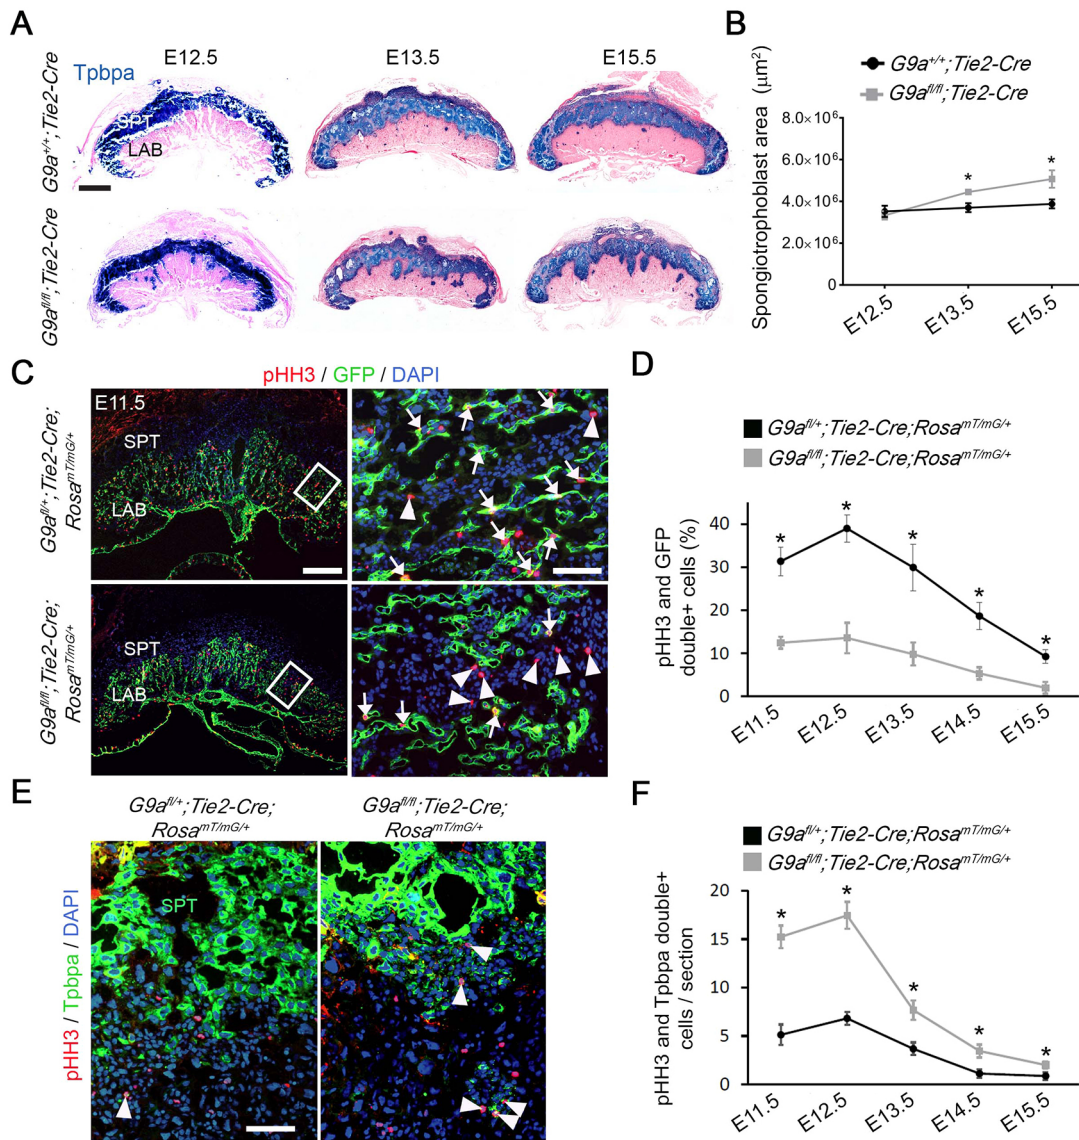 A
E12.5 E13.5 E15.5
Tpbpa
G9a+/+;Tie2-Cre
SPT
LAB
G9afl/fl;Tie2-Cre
B
G9a+/+;Tie2-Cre
G9afl/fl;Tie2-Cre
Spongiotrophoblast area (μm2)
8.0×10⁶
6.0×10⁶
4.0×10⁶
2.0×10⁶
0
* *
E12.5 E13.5 E15.5
C
pHH3 / GFP / DAPI
G9afl/+;Tie2-Cre;
RosamT/mG/+
E11.5
SPT
LAB
G9afl/fl;Tie2-Cre;
RosamT/mG/+
SPT
LAB
D
G9afl/+;Tie2-Cre;RosamT/mG/+
G9afl/fl;Tie2-Cre;RosamT/mG/+
pHH3 and GFP
double+ cells (%)
40
30
20
10
0
* * * * *
E11.5 E12.5 E13.5 E14.5 E15.5
E
G9afl/+;Tie2-Cre;
RosamT/mG/+
G9afl/fl;Tie2-Cre;
RosamT/mG/+
pHH3 / Tpbpa / DAPI
SPT
F
G9afl/+;Tie2-Cre;RosamT/mG/+
G9afl/fl;Tie2-Cre;RosamT/mG/+
pHH3 and Tpbpa double+
cells / section
20
15
10
5
0
* * * * *
E11.5 E12.5 E13.5 E14.5 E15.5